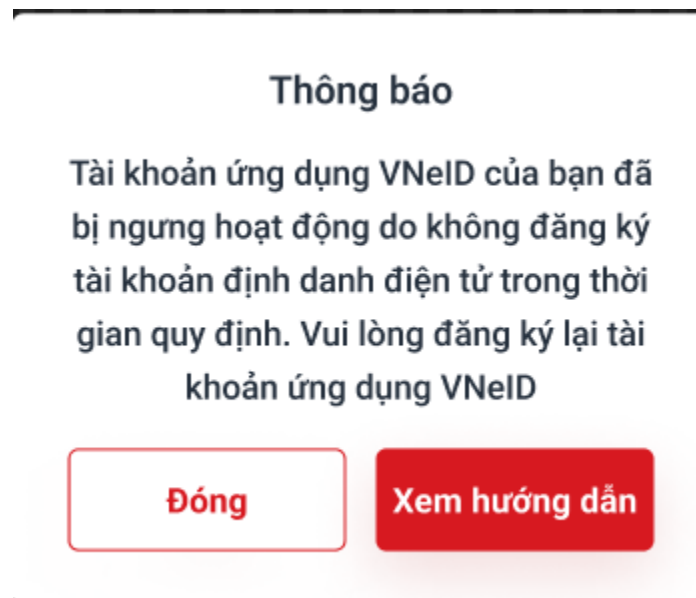 Thông báo
Tài khoản ứng dụng VNeID của bạn đã
bị ngưng hoạt động do không đăng ký
tài khoản định danh điện tử trong thời
gian quy định. Vui lòng đăng ký lại tài
khoản ứng dụng VNeID
Đóng
Xem hướng dẫn